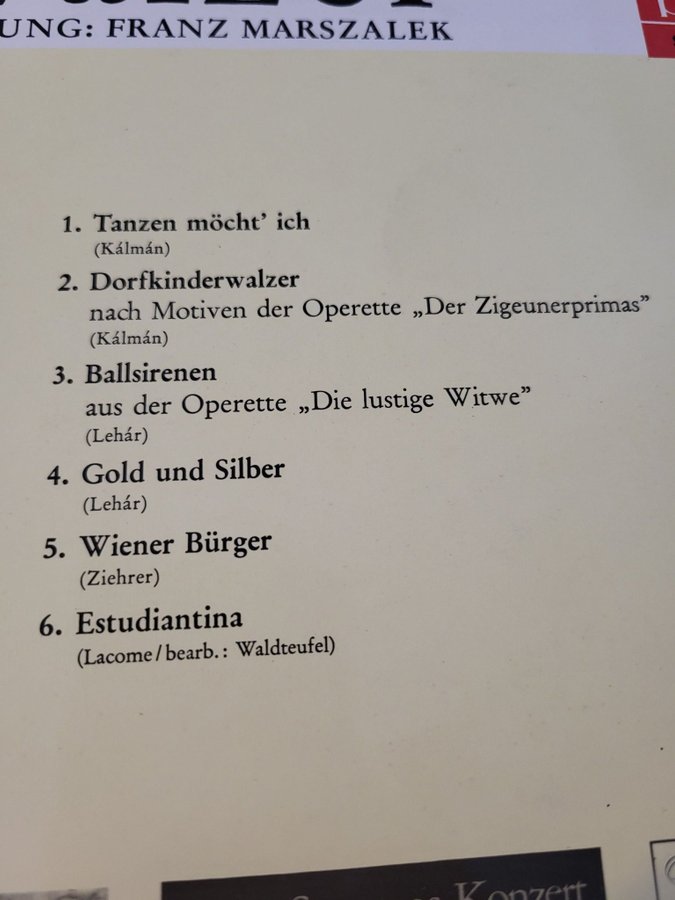 UNG: FRANZ MARSZALEK
1. Tanzen möcht' ich
(Kálmán)
2. Dorfkinderwalzer
nach Motiven der Operette „Der Zigeunerprimas”
(Kálmán)
3. Ballsirenen
aus der Operette „Die lustige Witwe”
(Lehár)
4. Gold und Silber
(Lehár)
5. Wiener Bürger
(Ziehrer)
6. Estudiantina
(Lacome/bearb.: Waldteufel)
Konzert